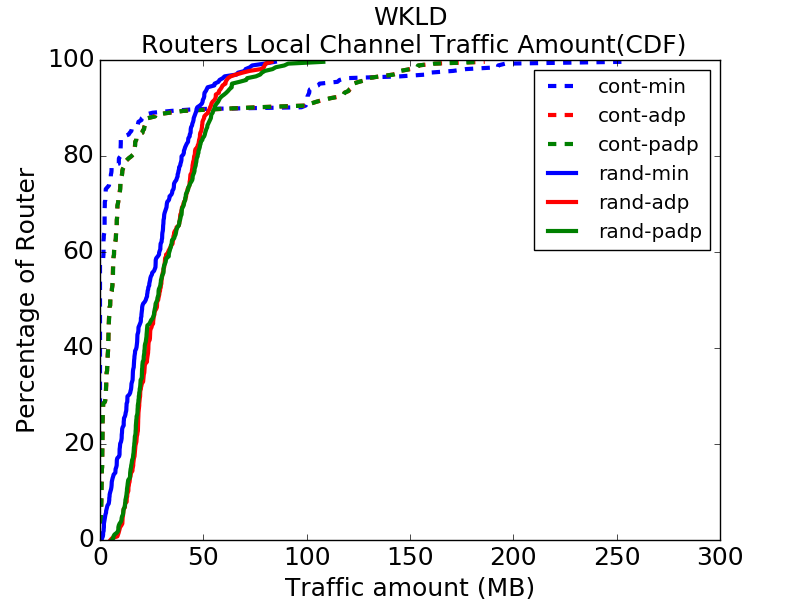 WKLD
Routers Local Channel Traffic Amount(CDF)
Percentage of Router
100
80
60
40
20
0
0 50 100 150 200 250 300
Traffic amount (MB)
cont-min
cont-adp
cont-padp
rand-min
rand-adp
rand-padp